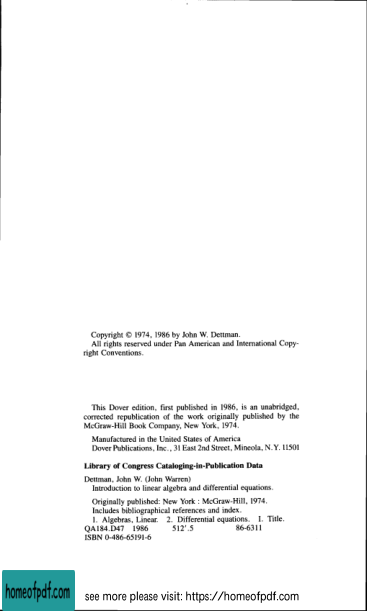 Copyright © 1974, 1986 by John W. Dettman.
All rights reserved under Pan American and International Copy-
right Conventions.
This Dover edition, first published in 1986, is an unabridged,
corrected republication of the work originally published by the
McGraw-Hill Book Company, New York, 1974.
Manufactured in the United States of America
Dover Publications, Inc., 31 East 2nd Street, Mineola, N.Y. 11501
Library of Congress Cataloging-in-Publication Data
Dettman, John W. (John Warren)
Introduction to linear algebra and differential equations.
Originally published: New York : McGraw-Hill, 1974.
Includes bibliographical references and index.
1. Algebras, Linear. 2. Differential equations. I. Title.
QA184.D47 1986 512'.5 86-6311
ISBN 0-486-65191-6
homeofpdf.com
see more please visit: https://homeofpdf.com